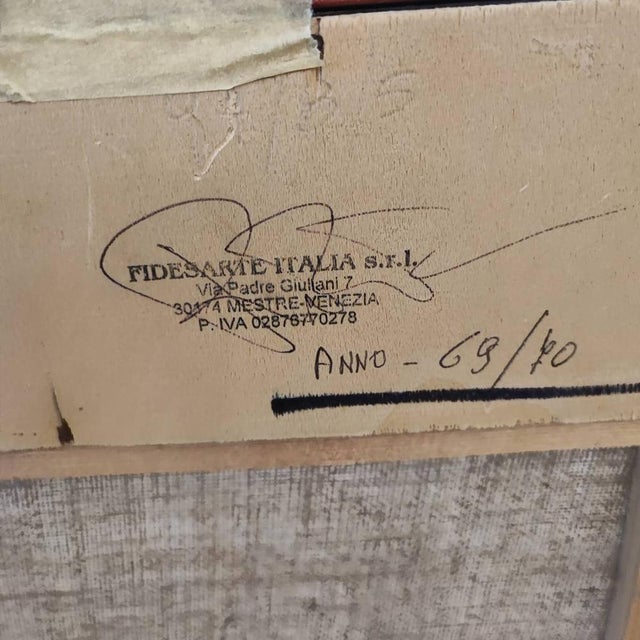 FIDESARTE ITALIA s.r.l.
Via Padre Giuliani 7
30174 MESTRE-VENEZIA
P. IVA 02876770278
ANNO - 69/70